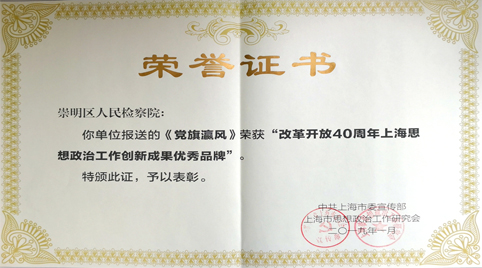 荣誉证书
崇明区人民检察院：
你单位报送的《党旗瀛风》荣获“改革开放40周年上海思
想政治工作创新成果优秀品牌”。
特颁此证，予以表彰。
中共上海市委宣传部
上海市思想政治工作研究会
二〇一九年一月